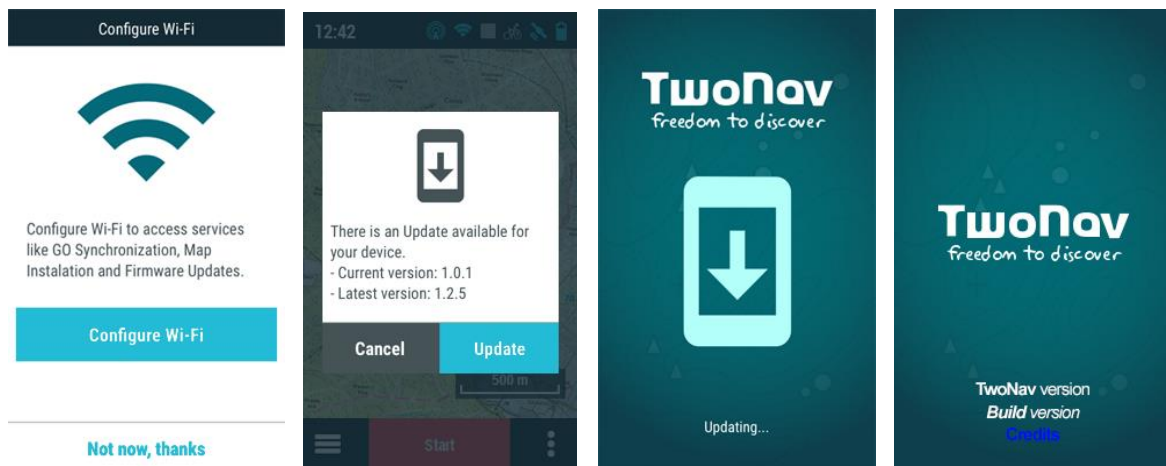 Configure Wi-Fi
Configure Wi-Fi to access services
like GO Synchronization, Map
Instalation and Firmware Updates.
Configure Wi-Fi
Not now, thanks
12:42
There is an Update available for
your device.
- Current version: 1.0.1
- Latest version: 1.2.5
Cancel
Update
500 m
Start
TwoNav
freedom to discover
Updating...
TwoNav
freedom to discover
TwoNav version
Build version
Credits